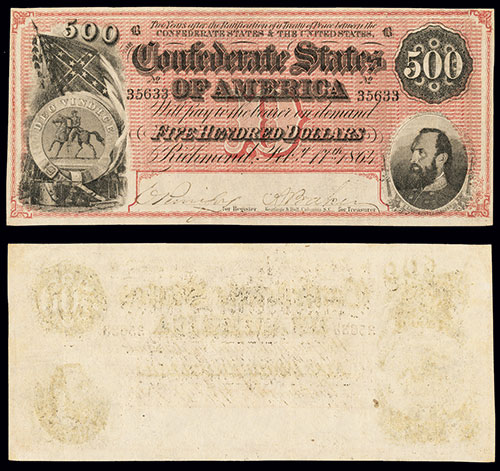 Two Years after the Ratification of a Treaty of Peace between the
CONFEDERATE STATES & THE UNITED STATES,
500 B B
Confederate States
OF AMERICA
500
No No
35633 35633
DEO VINDICE
Will pay to the bearer on demand
FIVE HUNDRED DOLLARS
Richmond Feb.y 17th 1864
for Register Keatinge & Ball, Columbia, S.C. for Treasurer